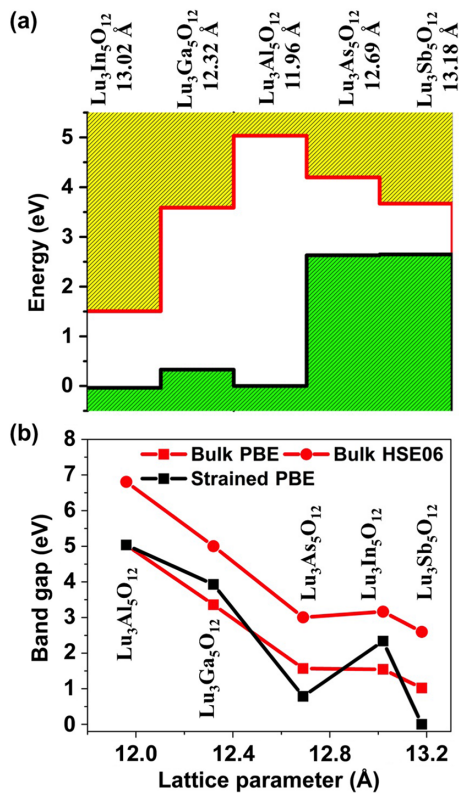 (a)
Lu3In5O12
13.02 Å
Lu3Ga5O12
12.32 Å
Lu3Al5O12
11.96 Å
Lu3As5O12
12.69 Å
Lu3Sb5O12
13.18 Å
Energy (eV)
5
4
3
2
1
0
(b)
Band gap (eV)
8
7
6
5
4
3
2
1
0
Bulk PBE
Bulk HSE06
Strained PBE
Lu3Al5O12
Lu3Ga5O12
Lu3As5O12
Lu3In5O12
Lu3Sb5O12
12.0 12.4 12.8 13.2
Lattice parameter (Å)